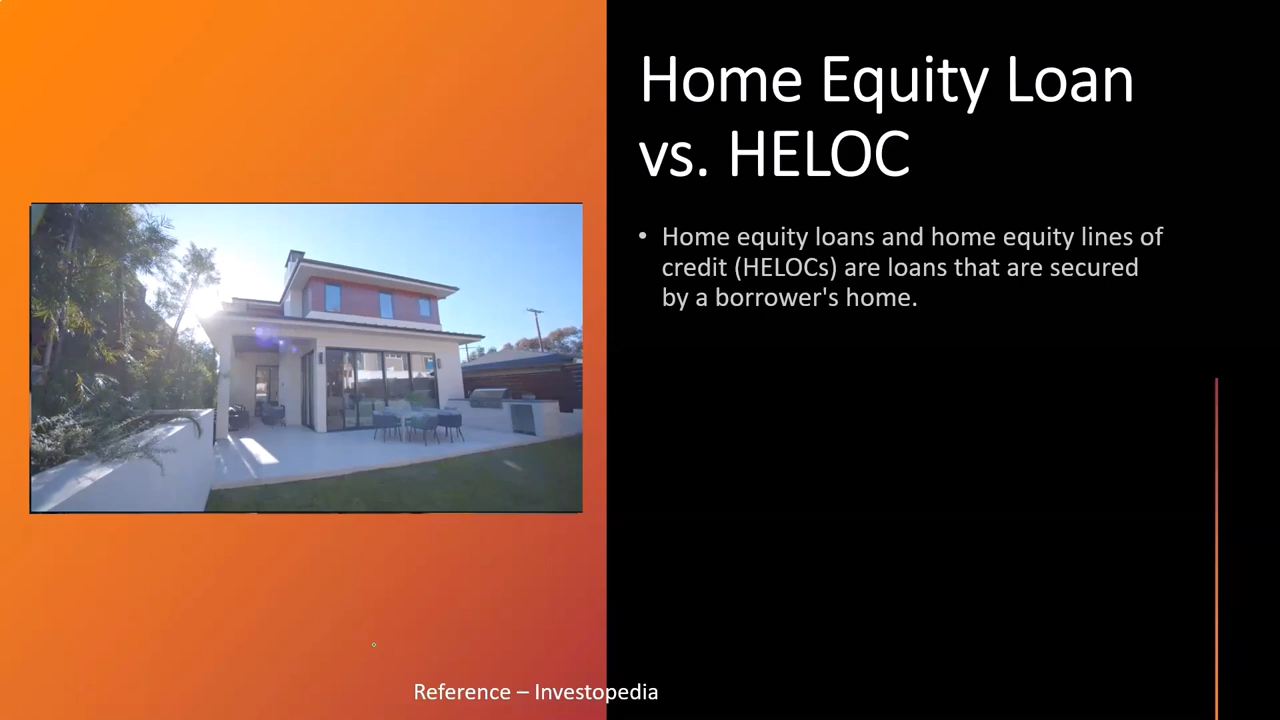 Home Equity Loan
vs. HELOC
• Home equity loans and home equity lines of
credit (HELOCs) are loans that are secured
by a borrower's home.
Reference – Investopedia